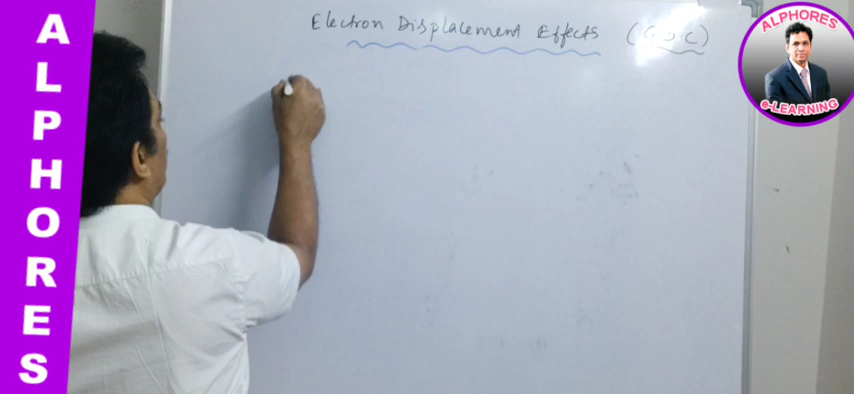 ALPHORES
Electron Displacement Effects (G.O.C)
ALPHORES
e-LEARNING